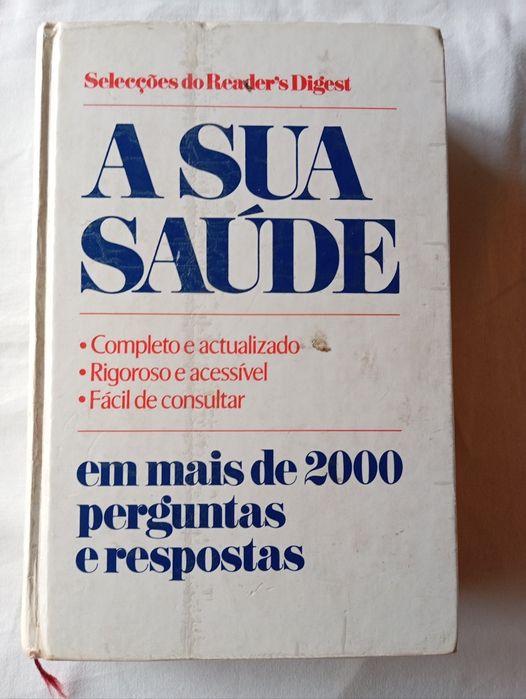 Selecções do Reader's Digest
A SUA
SAÚDE
• Completo e actualizado
• Rigoroso e acessível
• Fácil de consultar
em mais de 2000
perguntas
e respostas